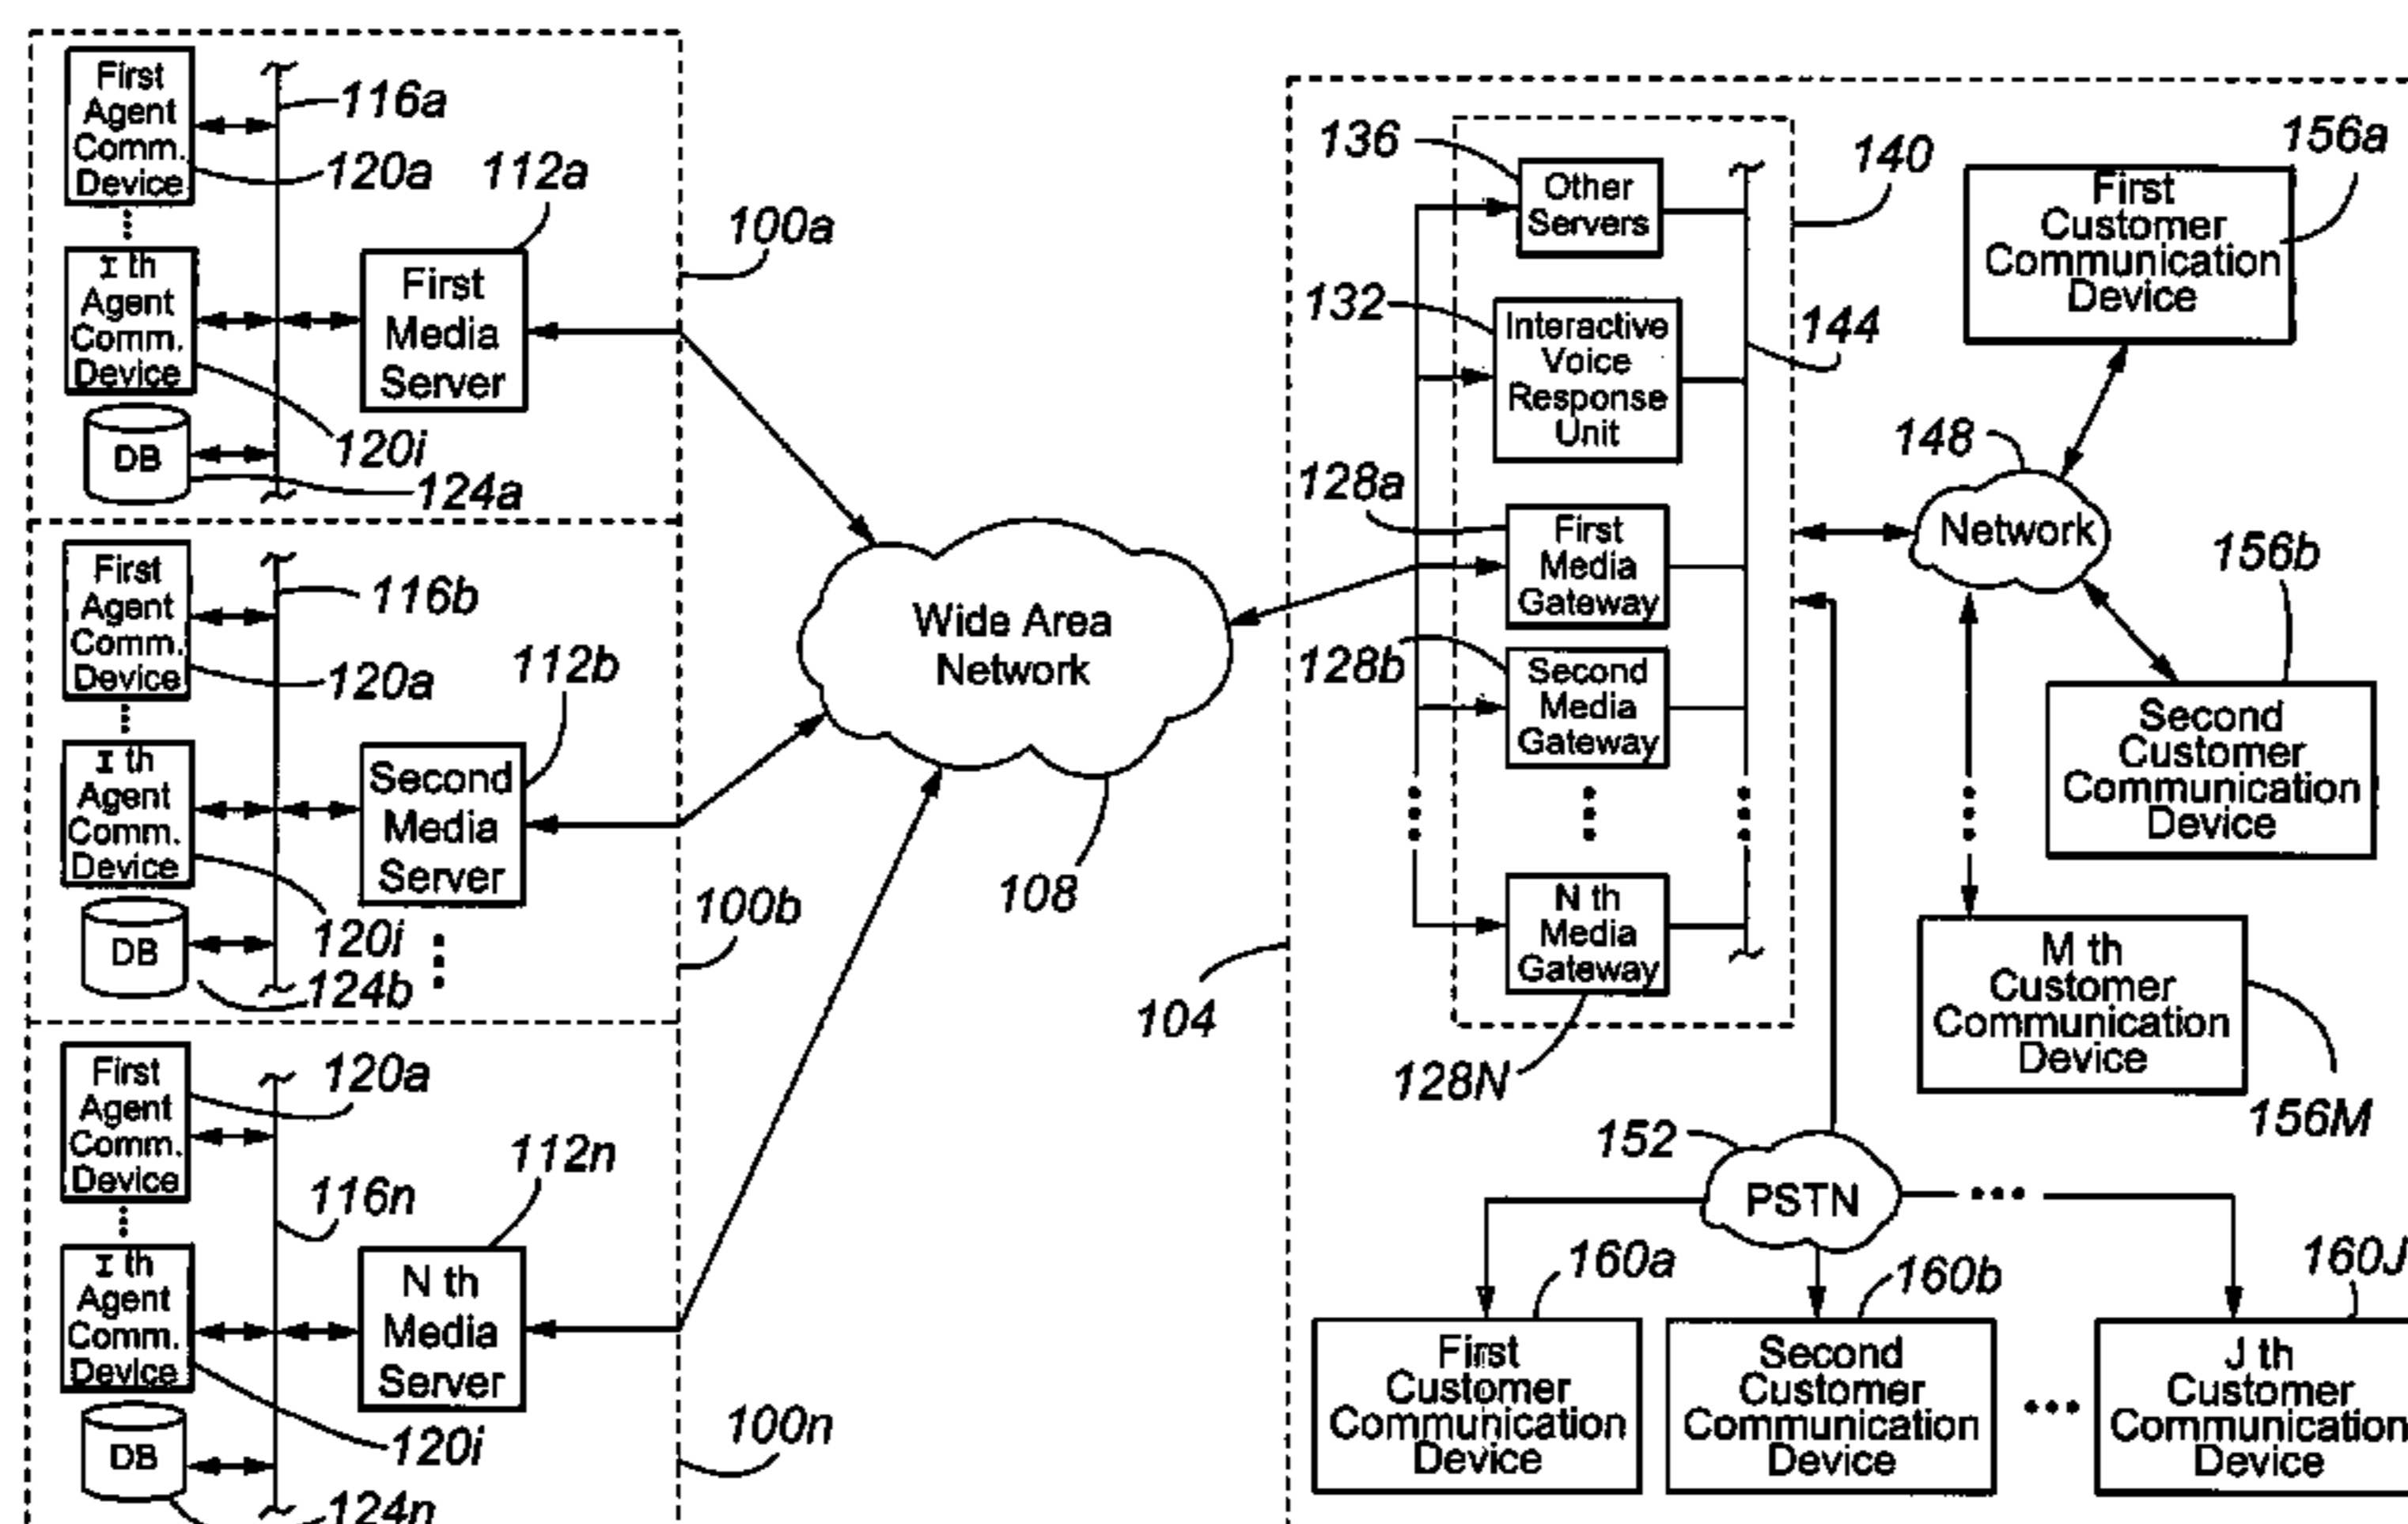 First
Agent
Comm.
Device
116a
120a
112a
I th
Agent
Comm.
Device
First
Media
Server
100a
120i
DB
124a
First
Agent
Comm.
Device
116b
120a
112b
I th
Agent
Comm.
Device
Second
Media
Server
100b
120i
DB
124b
First
Agent
Comm.
Device
120a
116n
112n
I th
Agent
Comm.
Device
N th
Media
Server
120i
100n
DB
124n
Wide Area
Network
108
104
136
Other
Servers
140
132
Interactive
Voice
Response
Unit
144
128a
First
Media
Gateway
128b
Second
Media
Gateway
N th
Media
Gateway
128N
156a
First
Customer
Communication
Device
148
Network
156b
Second
Customer
Communication
Device
M th
Customer
Communication
Device
156M
152
PSTN
160a
160b
160J
First
Customer
Communication
Device
Second
Customer
Communication
Device
J th
Customer
Communication
Device